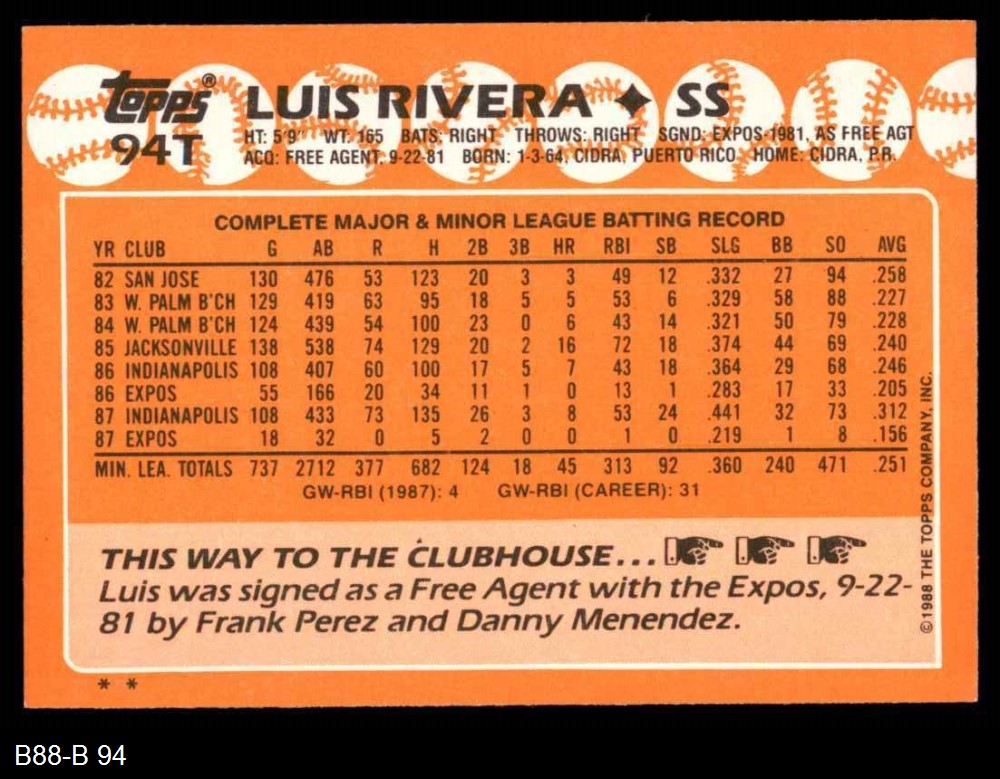 topps® LUIS RIVERA ♦ SS
94T
HT: 5'9" WT: 165 BATS: RIGHT THROWS: RIGHT SGND: EXPOS-1981, AS FREE AGT
ACQ: FREE AGENT, 9-22-81 BORN: 1-3-64, CIDRA, PUERTO RICO HOME: CIDRA, P.R.
COMPLETE MAJOR & MINOR LEAGUE BATTING RECORD
YR CLUB G AB R H 2B 3B HR RBI SB SLG BB SO AVG
82 SAN JOSE 130 476 53 123 20 3 3 49 12 .332 27 94 .258
83 W. PALM B'CH 129 419 63 95 18 5 5 53 6 .329 58 88 .227
84 W. PALM B'CH 124 439 54 100 23 0 6 43 14 .321 50 79 .228
85 JACKSONVILLE 138 538 74 129 20 2 16 72 18 .374 44 69 .240
86 INDIANAPOLIS 108 407 60 100 17 5 7 43 18 .364 29 68 .246
86 EXPOS 55 166 20 34 11 1 0 13 1 .283 17 33 .205
87 INDIANAPOLIS 108 433 73 135 26 3 8 53 24 .441 32 73 .312
87 EXPOS 18 32 0 5 2 0 0 1 0 .219 1 8 .156
MIN. LEA. TOTALS 737 2712 377 682 124 18 45 313 92 .360 240 471 .251
GW-RBI (1987): 4 GW-RBI (CAREER): 31
THIS WAY TO THE CLUBHOUSE...
Luis was signed as a Free Agent with the Expos, 9-22-
81 by Frank Perez and Danny Menendez.
©1988 THE TOPPS COMPANY, INC.
* *
B88-B 94